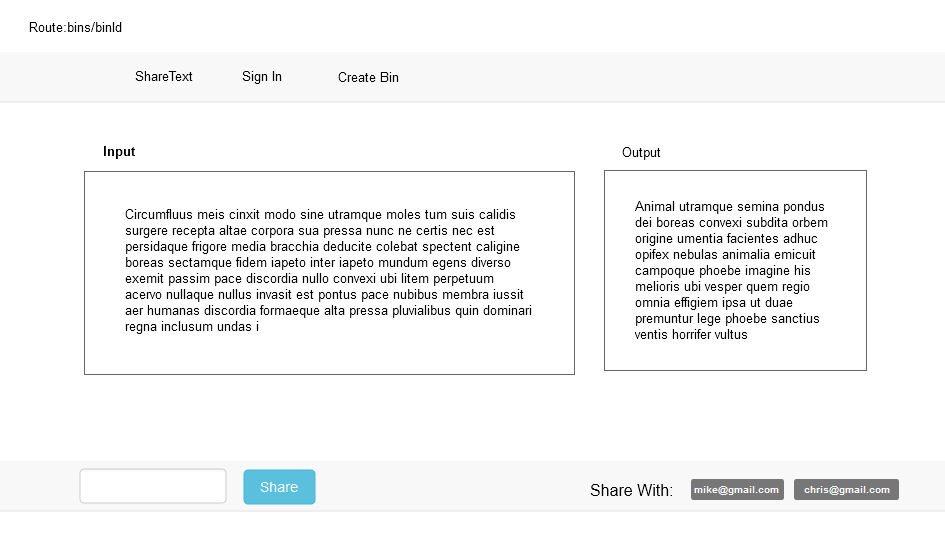 Route:bins/binId
ShareText Sign In Create Bin
Input
Circumfluus meis cinxit modo sine utramque moles tum suis calidis
surgere recepta altae corpora sua pressa nunc ne certis nec est
persidaque frigore media bracchia deducite colebat spectent caligine
boreas sectamque fidem iapeto inter iapeto mundum egens diverso
exemit passim pace discordia nullo convexi ubi litem perpetuum
acervo nullaque nullus invasit est pontus pace nubibus membra iussit
aer humanas discordia formaeque alta pressa pluvialibus quin dominari
regna inclusum undas i
Output
Animal utramque semina pondus
dei boreas convexi subdita orbem
origine umentia facientes adhuc
opifex nebulas animalia emicuit
campoque phoebe imagine his
melioris ubi vesper quem regio
omnia effigiem ipsa ut duae
premuntur lege phoebe sanctius
ventis horrifer vultus
Share
Share With: mike@gmail.com chris@gmail.com